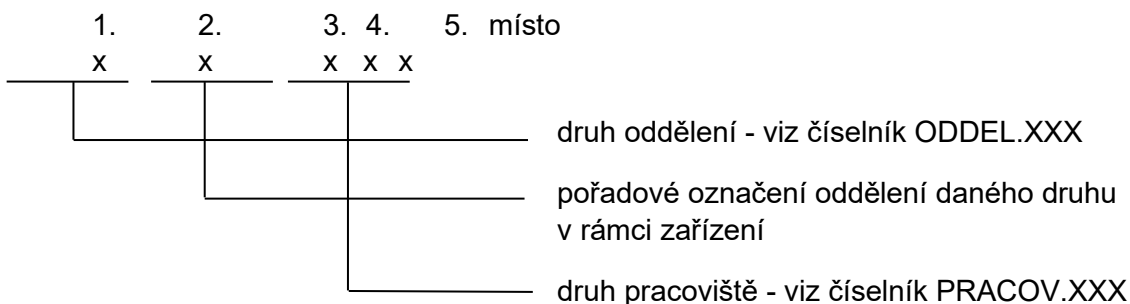 1. 2. 3. 4. 5. místo
x x x x x
druh oddělení - viz číselník ODDEL.XXX
pořadové označení oddělení daného druhu
v rámci zařízení
druh pracoviště - viz číselník PRACOV.XXX